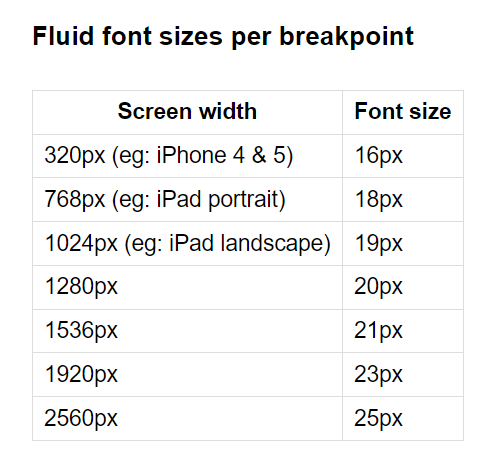 Fluid font sizes per breakpoint
Screen width Font size
320px (eg: iPhone 4 & 5) 16px
768px (eg: iPad portrait) 18px
1024px (eg: iPad landscape) 19px
1280px 20px
1536px 21px
1920px 23px
2560px 25px